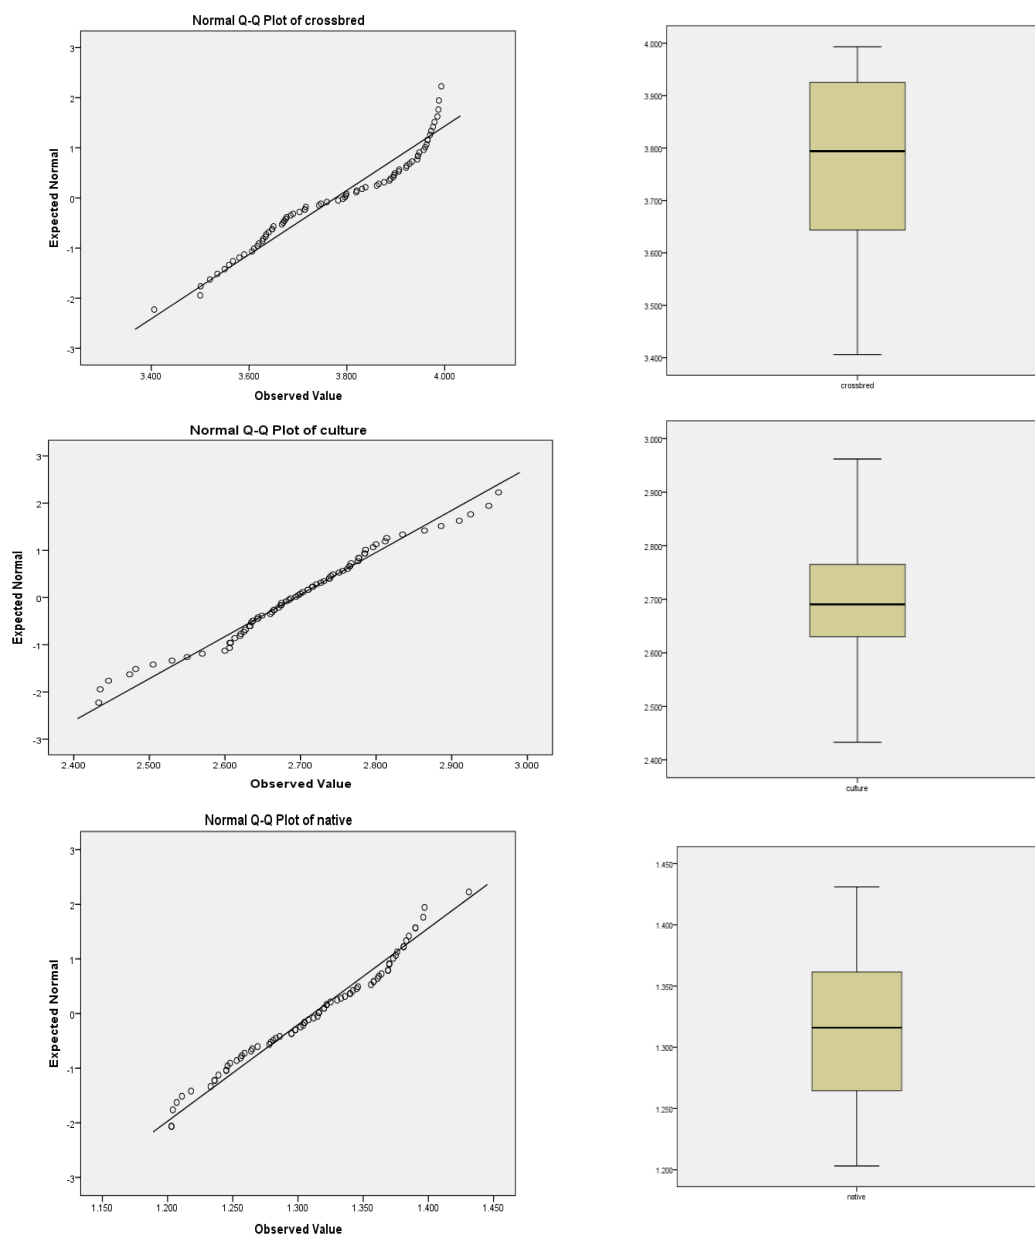 Normal Q-Q Plot of crossbred
3
2
1
0
-1
-2
-3
Expected Normal
3.400 3.600 3.800 4.000
Observed Value
4.000
3.900
3.800
3.700
3.600
3.500
3.400
crossbred
Normal Q-Q Plot of culture
3
2
1
0
-1
-2
-3
Expected Normal
2.400 2.500 2.600 2.700 2.800 2.900 3.000
Observed Value
3.000
2.900
2.800
2.700
2.600
2.500
2.400
culture
Normal Q-Q Plot of native
3
2
1
0
-1
-2
-3
Expected Normal
1.150 1.200 1.250 1.300 1.350 1.400 1.450
Observed Value
1.450
1.400
1.350
1.300
1.250
1.200
native